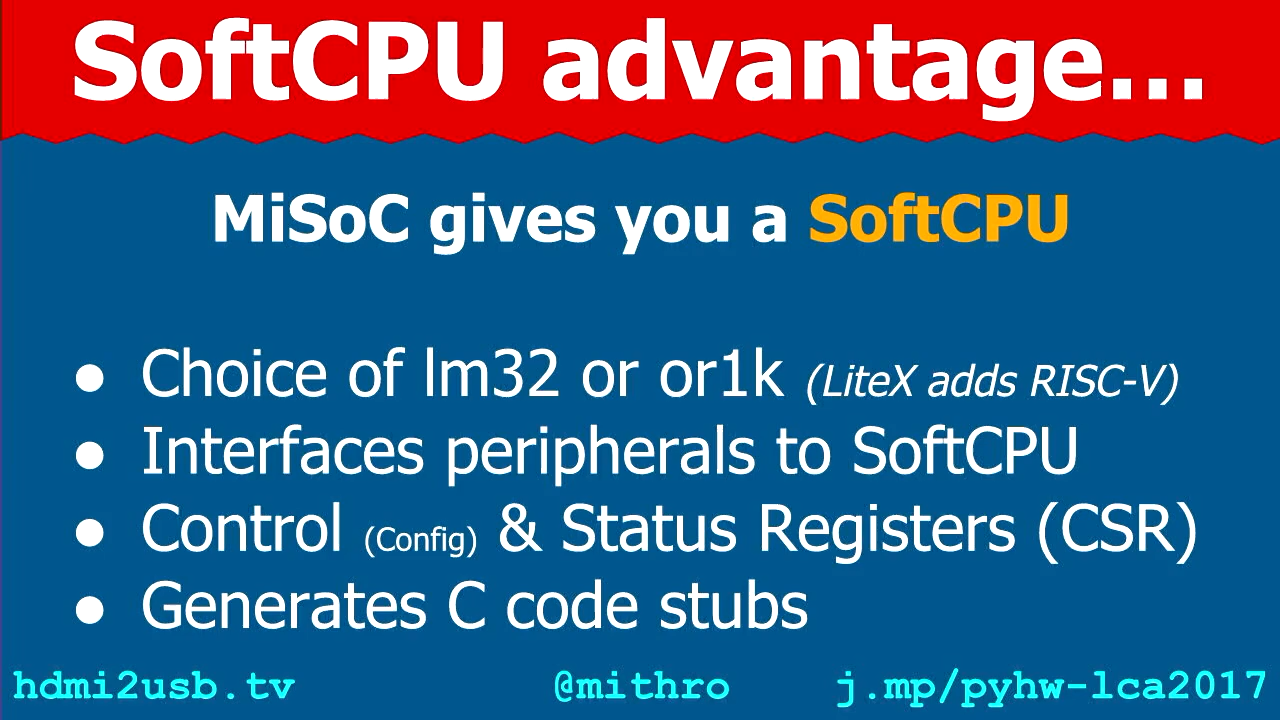 SoftCPU advantage...
MiSoC gives you a SoftCPU
● Choice of lm32 or or1k (LiteX adds RISC-V)
● Interfaces peripherals to SoftCPU
● Control (Config) & Status Registers (CSR)
● Generates C code stubs
hdmi2usb.tv @mithro j.mp/pyhw-lca2017